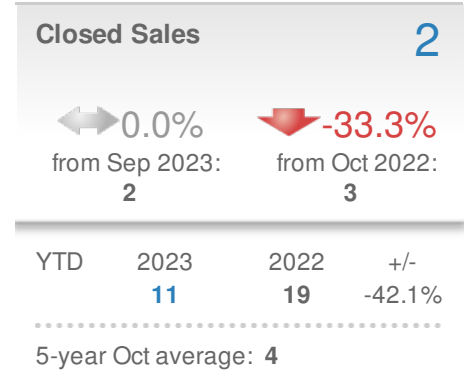 Closed Sales 2
0.0% -33.3%
from Sep 2023: from Oct 2022:
2 3
YTD 2023 2022 +/-
11 19 -42.1%
5-year Oct average: 4